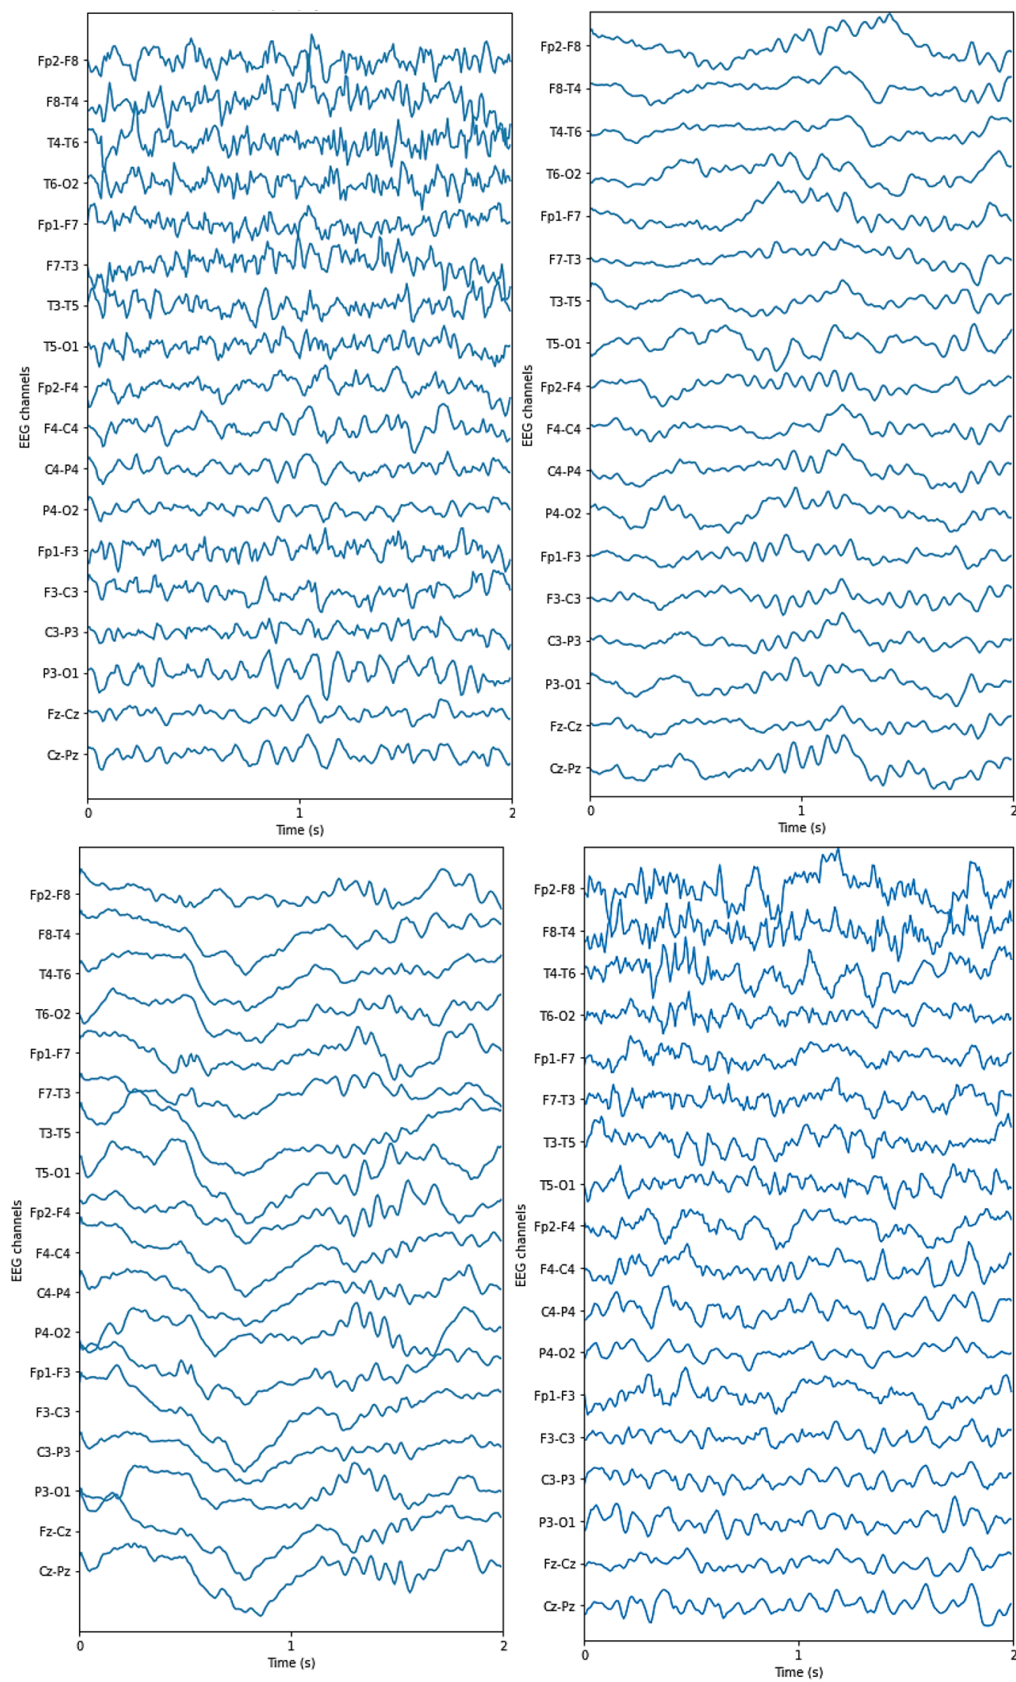 Fp2-F8
F8-T4
T4-T6
T6-O2
Fp1-F7
F7-T3
T3-T5
T5-O1
Fp2-F4
F4-C4
C4-P4
P4-O2
Fp1-F3
F3-C3
C3-P3
P3-O1
Fz-Cz
Cz-Pz
EEG channels
0 1 2
Time (s)
Fp2-F8
F8-T4
T4-T6
T6-O2
Fp1-F7
F7-T3
T3-T5
T5-O1
Fp2-F4
F4-C4
C4-P4
P4-O2
Fp1-F3
F3-C3
C3-P3
P3-O1
Fz-Cz
Cz-Pz
EEG channels
0 1 2
Time (s)
Fp2-F8
F8-T4
T4-T6
T6-O2
Fp1-F7
F7-T3
T3-T5
T5-O1
Fp2-F4
F4-C4
C4-P4
P4-O2
Fp1-F3
F3-C3
C3-P3
P3-O1
Fz-Cz
Cz-Pz
EEG channels
0 1 2
Time (s)
Fp2-F8
F8-T4
T4-T6
T6-O2
Fp1-F7
F7-T3
T3-T5
T5-O1
Fp2-F4
F4-C4
C4-P4
P4-O2
Fp1-F3
F3-C3
C3-P3
P3-O1
Fz-Cz
Cz-Pz
EEG channels
0 1 2
Time (s)